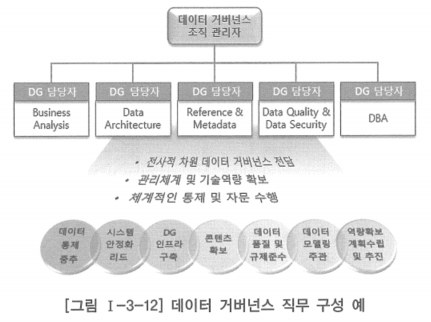 데이터 거버넌스
조직 관리자
DG 담당자
DG 담당자
DG 담당자
DG 담당자
DG 담당자
Business
Analysis
Data
Architecture
Reference &
Metadata
Data Quality &
Data Security
DBA
• 전사적 차원 데이터 거버넌스 전담
• 관리체계 및 기술역량 확보
• 체계적인 통제 및 자문 수행
데이터
통제
중추
시스템
안정화
리드
DG
인프라
구축
콘텐츠
확보
데이터
품질 및
규제준수
데이터
모델링
주관
역량확보
계획수립
및 추진
[그림 Ⅰ-3-12] 데이터 거버넌스 직무 구성 예